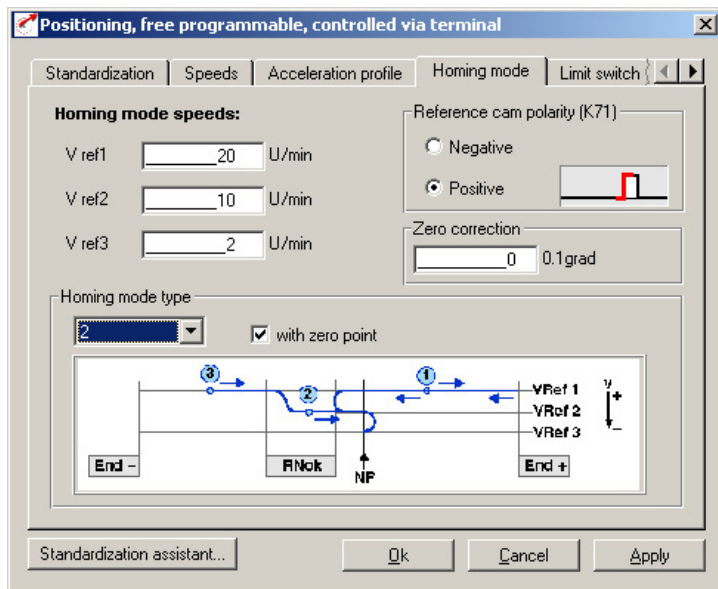 Positioning, free programmable, controlled via terminal
Standardization Speeds Acceleration profile Homing mode Limit switch
Homing mode speeds:
V ref1 20 U/min
V ref2 10 U/min
V ref3 2 U/min
Reference cam polarity (K71)
Negative
Positive
Zero correction
0 0.1grad
Homing mode type
2 with zero point
3 2 1
VRef 1
VRef 2
VRef 3
v + -
End - RNok NP End +
Standardization assistant... Ok Cancel Apply